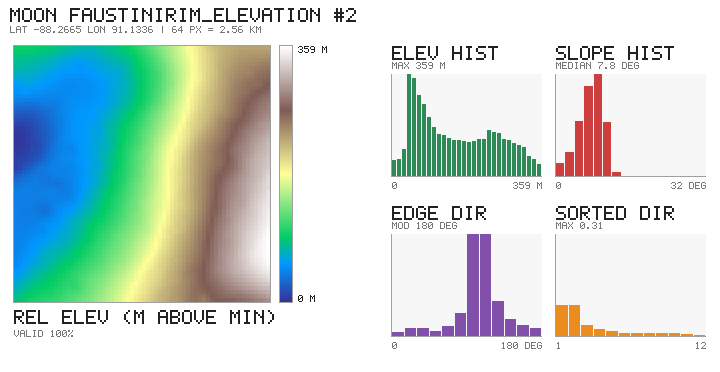 MOON FAUSTINIRIM_ELEVATION #2
LAT -88.2665 LON 91.1336 | 64 PX = 2.56 KM
359 M
0 M
REL ELEV (M ABOVE MIN)
VALID 100%
ELEV HIST
MAX 359 M
0 359 M
SLOPE HIST
MEDIAN 7.8 DEG
0 32 DEG
EDGE DIR
MOD 180 DEG
0 180 DEG
SORTED DIR
MAX 0.31
1 12